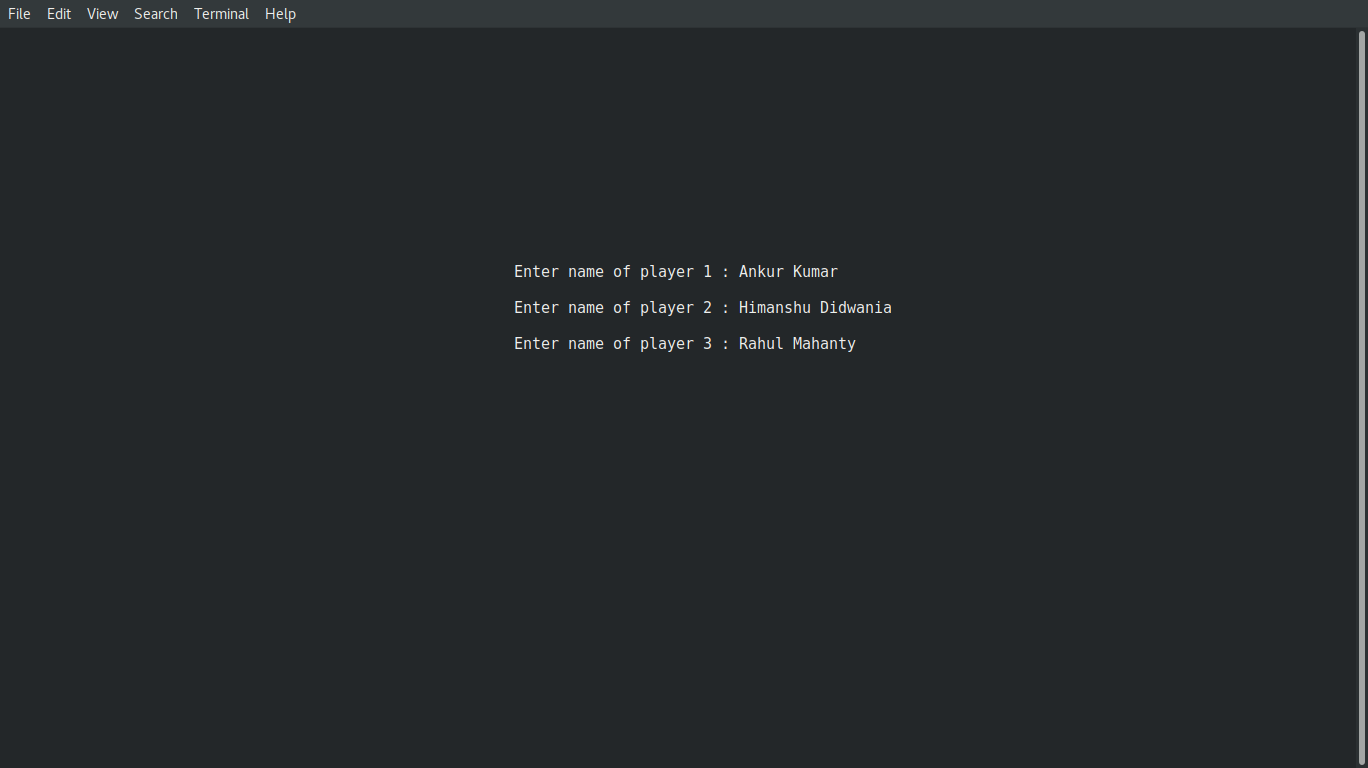 File Edit View Search Terminal Help
Enter name of player 1 : Ankur Kumar
Enter name of player 2 : Himanshu Didwania
Enter name of player 3 : Rahul Mahanty